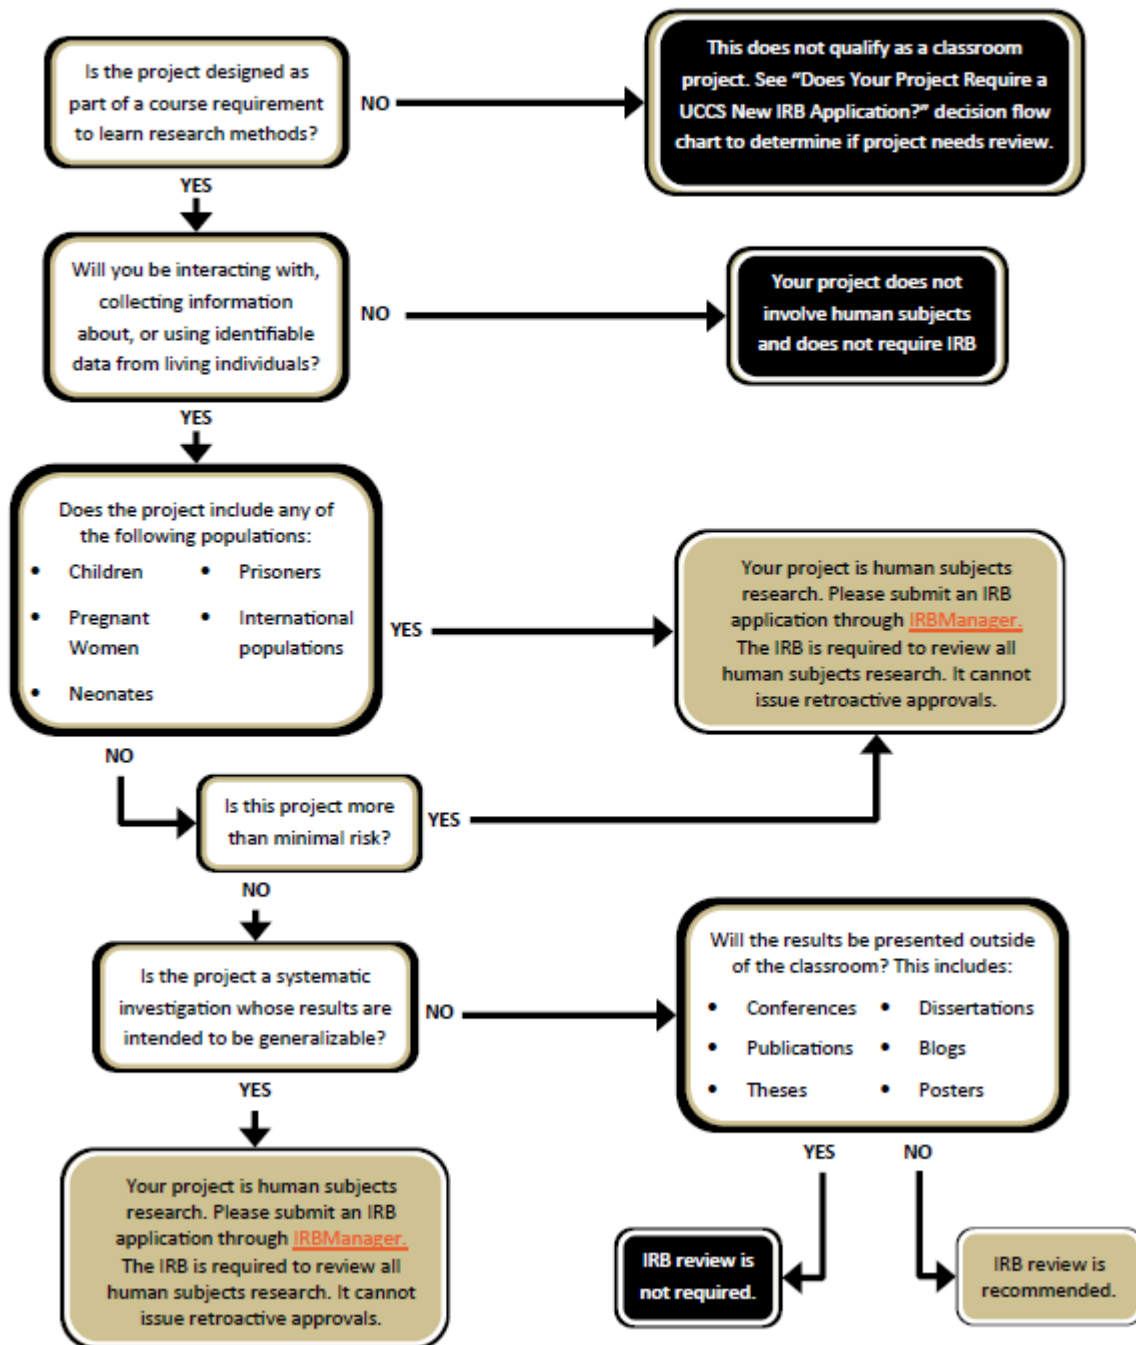 Is the project designed as
part of a course requirement
to learn research methods?
NO
This does not qualify as a classroom
project. See “Does Your Project Require a
UCCS New IRB Application?” decision flow
chart to determine if project needs review.
YES
Will you be interacting with,
collecting information
about, or using identifiable
data from living individuals?
NO
Your project does not
involve human subjects
and does not require IRB
YES
Does the project include any of
the following populations:
• Children
• Pregnant
Women
• Neonates
• Prisoners
• International
populations
YES
Your project is human subjects
research. Please submit an IRB
application through IRBManager.
The IRB is required to review all
human subjects research. It cannot
issue retroactive approvals.
NO
Is this project more
than minimal risk?
YES
NO
Is the project a systematic
investigation whose results are
intended to be generalizable?
NO
Will the results be presented outside
of the classroom? This includes:
• Conferences
• Publications
• Theses
• Dissertations
• Blogs
• Posters
YES
Your project is human subjects
research. Please submit an IRB
application through IRBManager.
The IRB is required to review all
human subjects research. It cannot
issue retroactive approvals.
YES
NO
IRB review is
not required.
IRB review is
recommended.